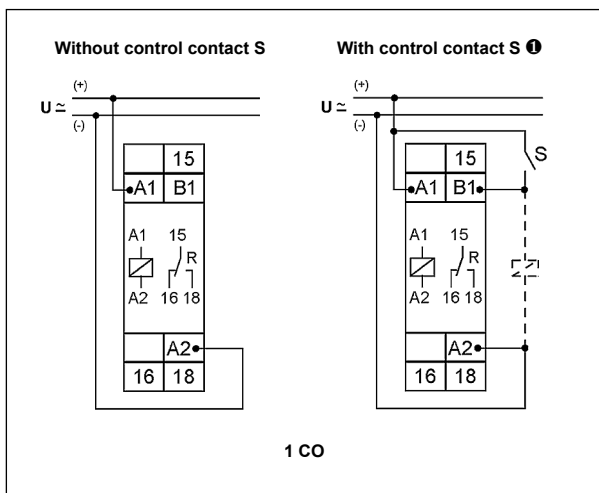 Without control contact S
With control contact S ❶
(+)
U ≂
(-)
15
A1 B1
A1 15
R
A2 16 18
A2
16 18
(+)
U ≂
(-)
S
15
A1 B1
A1 15
R
A2 16 18
A2
16 18
1 CO